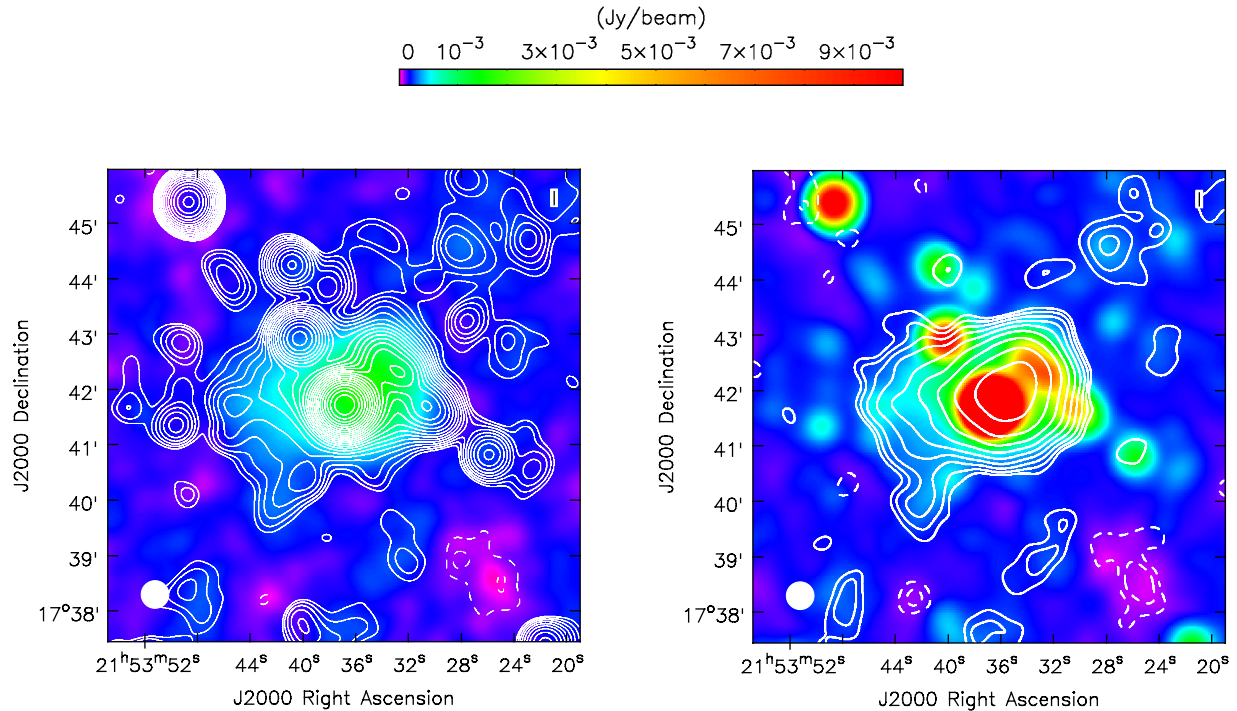 (Jy/beam)
0 10⁻³ 3×10⁻³ 5×10⁻³ 7×10⁻³ 9×10⁻³
I
45'
44'
43'
42'
41'
40'
39'
17°38'
J2000 Declination
21ʰ53ᵐ52ˢ 44ˢ 40ˢ 36ˢ 32ˢ 28ˢ 24ˢ 20ˢ
J2000 Right Ascension
I
45'
44'
43'
42'
41'
40'
39'
17°38'
J2000 Declination
21ʰ53ᵐ52ˢ 44ˢ 40ˢ 36ˢ 32ˢ 28ˢ 24ˢ 20ˢ
J2000 Right Ascension